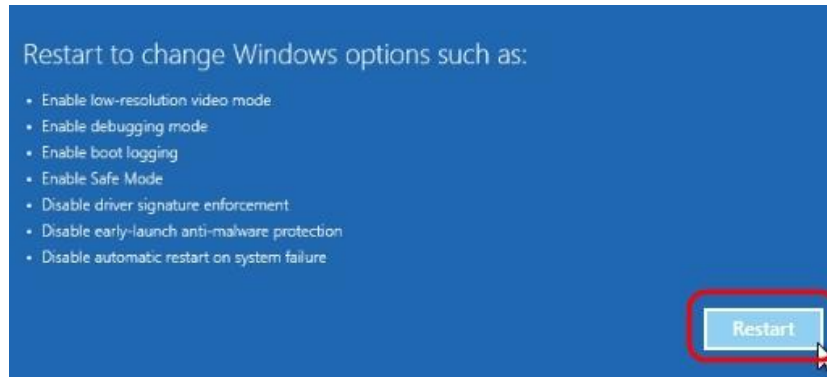 Restart to change Windows options such as:
• Enable low-resolution video mode
• Enable debugging mode
• Enable boot logging
• Enable Safe Mode
• Disable driver signature enforcement
• Disable early-launch anti-malware protection
• Disable automatic restart on system failure
Restart